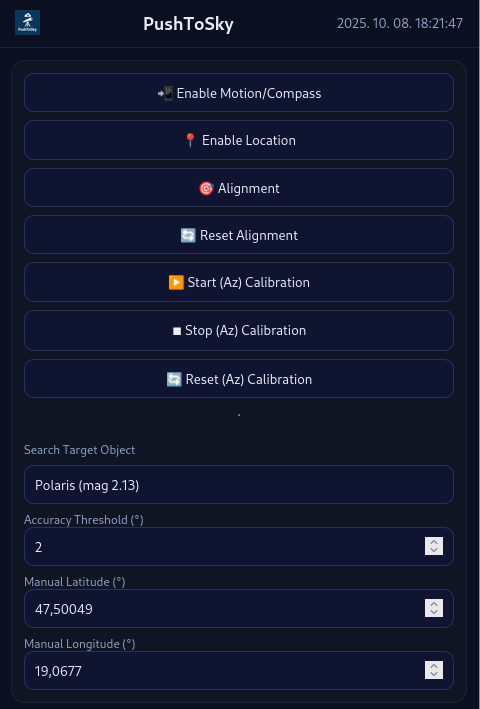 PushToSky
PushToSky
2025. 10. 08. 18:21:47
Enable Motion/Compass
Enable Location
Alignment
Reset Alignment
Start (Az) Calibration
Stop (Az) Calibration
Reset (Az) Calibration
.
Search Target Object
Polaris (mag 2.13)
Accuracy Threshold (°)
2
Manual Latitude (°)
47,50049
Manual Longitude (°)
19,0677